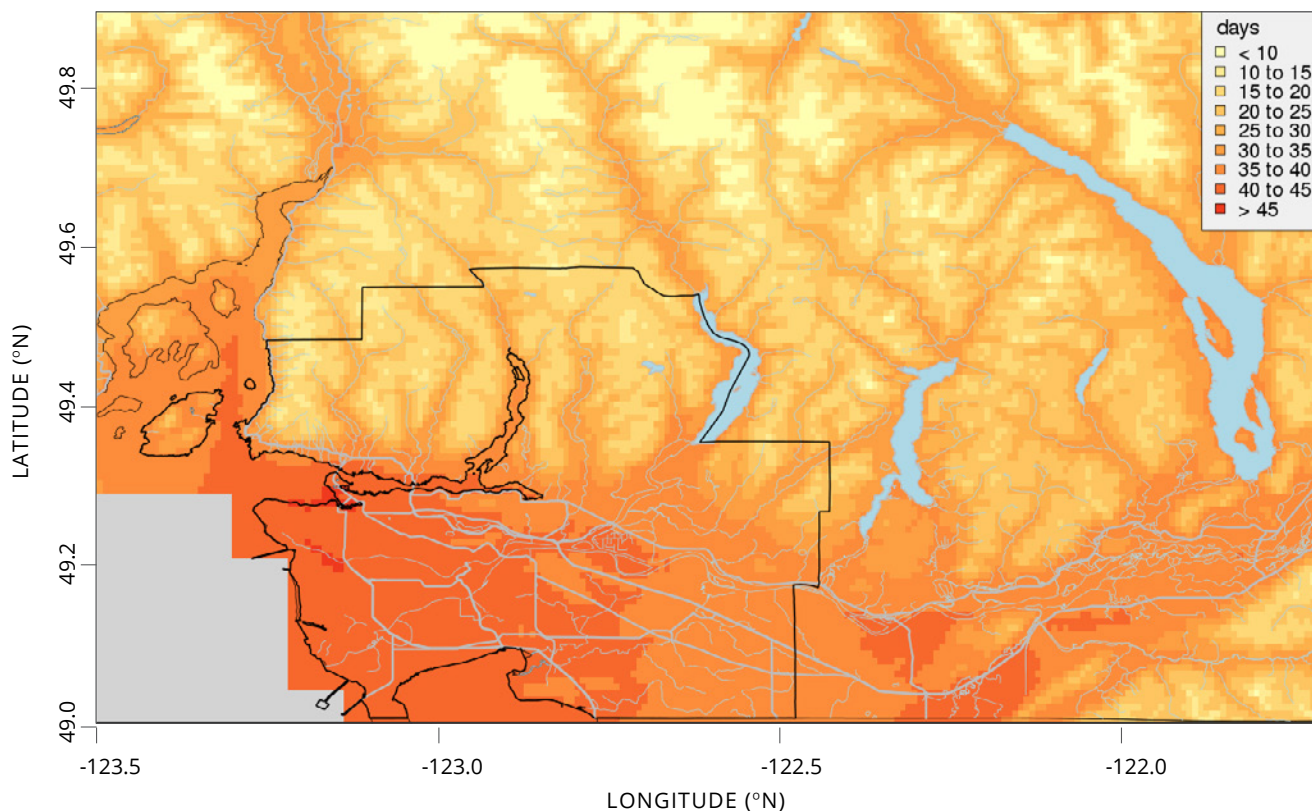 days
< 10
10 to 15
15 to 20
20 to 25
25 to 30
30 to 35
35 to 40
40 to 45
> 45
49.8
49.6
49.4
49.2
49.0
LATITUDE (°N)
-123.5
-123.0
-122.5
-122.0
LONGITUDE (°N)